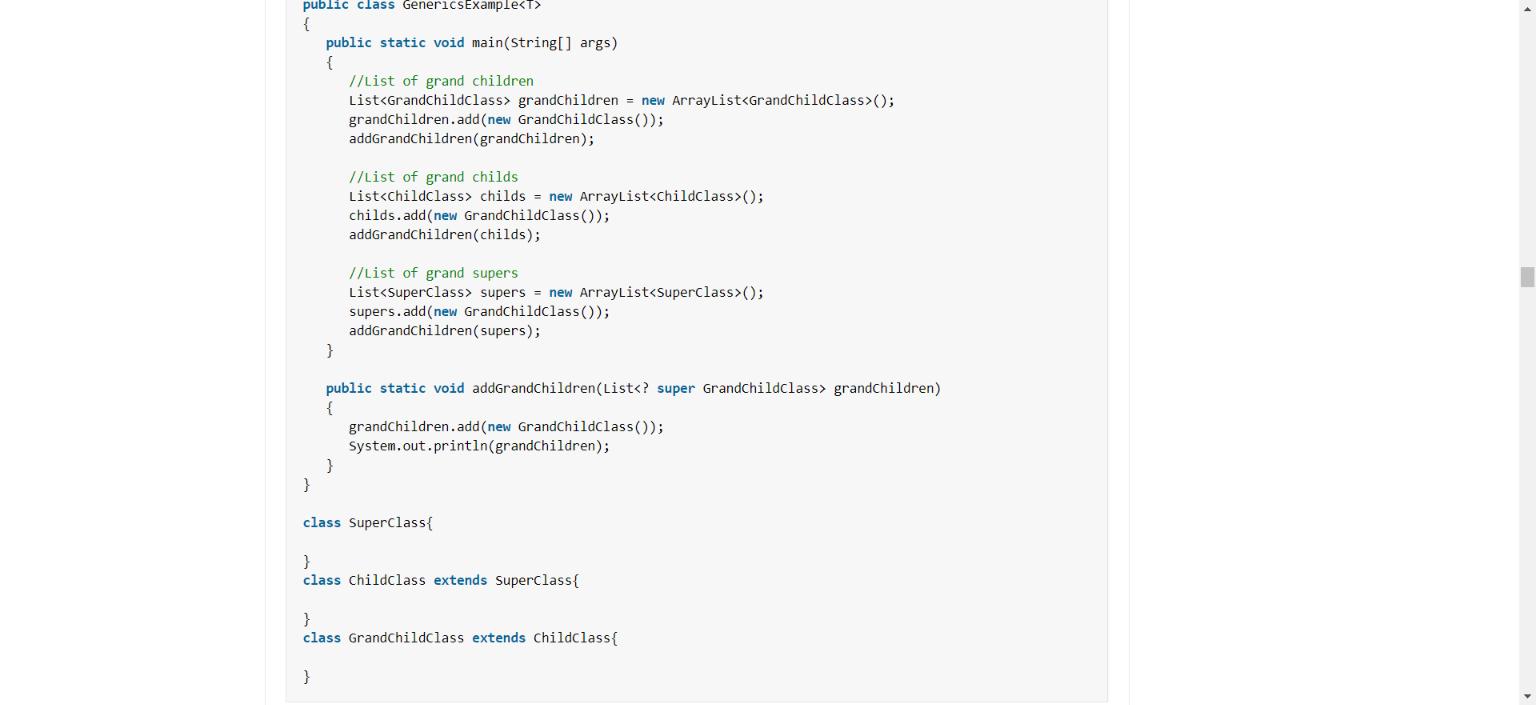 public class GenericsExample<T>
{
public static void main(String[] args)
{
//List of grand children
List<GrandChildClass> grandChildren = new ArrayList<GrandChildClass>();
grandChildren.add(new GrandChildClass());
addGrandChildren(grandChildren);
//List of grand childs
List<ChildClass> childs = new ArrayList<ChildClass>();
childs.add(new GrandChildClass());
addGrandChildren(childs);
//List of grand supers
List<SuperClass> supers = new ArrayList<SuperClass>();
supers.add(new GrandChildClass());
addGrandChildren(supers);
}
public static void addGrandChildren(List<? super GrandChildClass> grandChildren)
{
grandChildren.add(new GrandChildClass());
System.out.println(grandChildren);
}
}
class SuperClass{
}
class ChildClass extends SuperClass{
}
class GrandChildClass extends ChildClass{
}